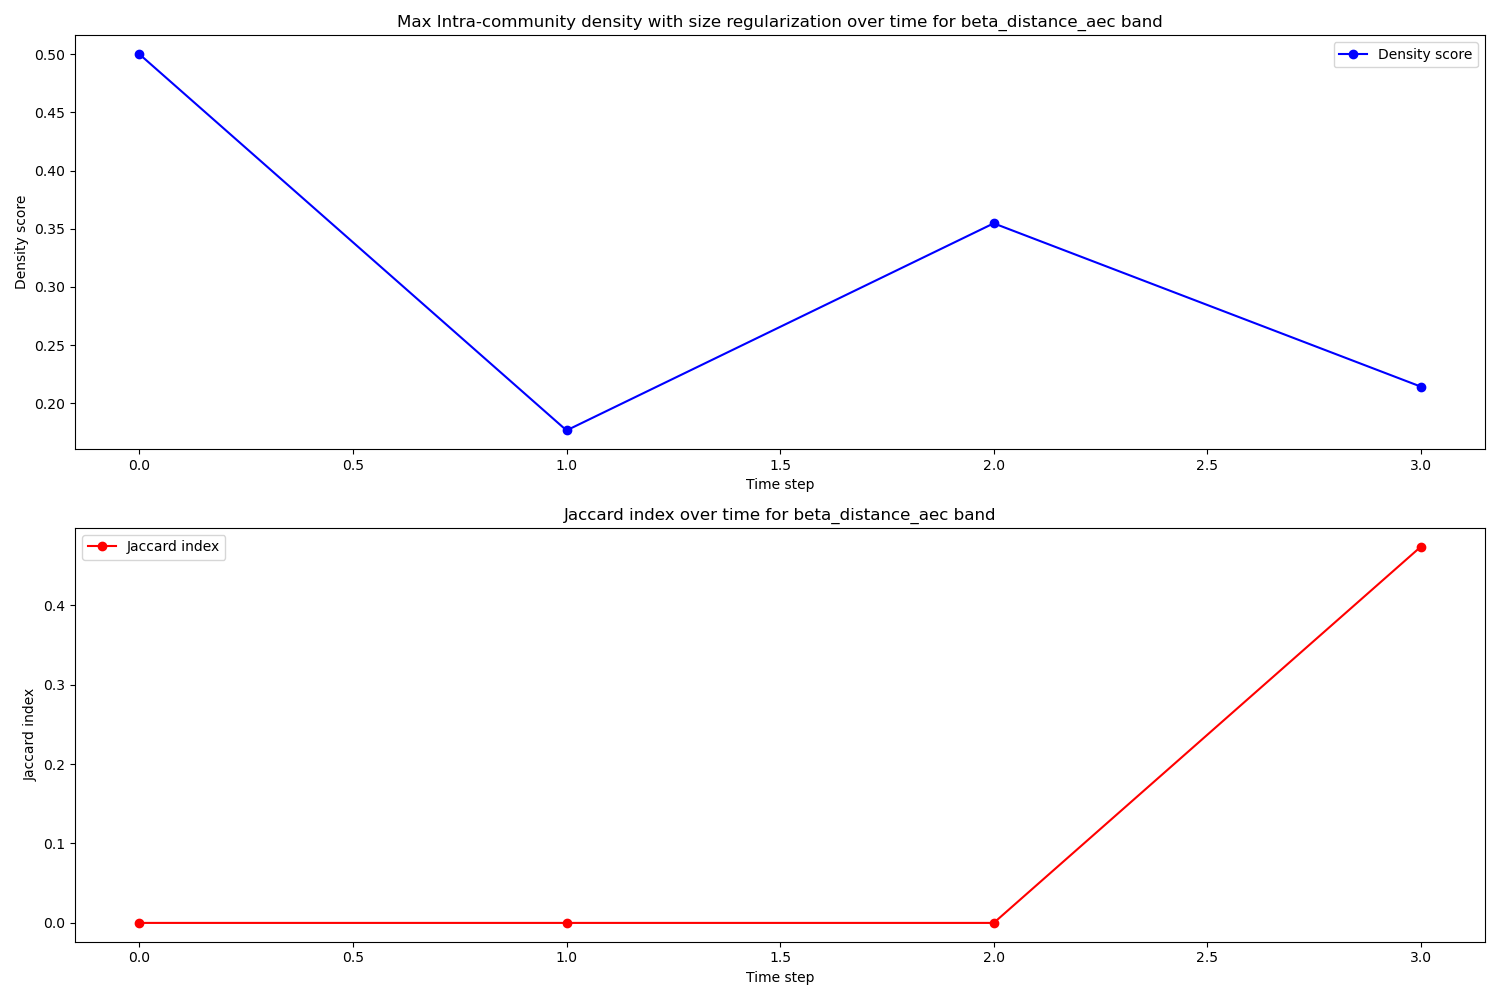 Max Intra-community density with size regularization over time for beta_distance_aec band
Density score
0.50
0.45
0.40
0.35
0.30
0.25
0.20
Density score
0.0 0.5 1.0 1.5 2.0 2.5 3.0
Time step
Jaccard index over time for beta_distance_aec band
Jaccard index
0.4
0.3
0.2
0.1
0.0
Jaccard index
0.0 0.5 1.0 1.5 2.0 2.5 3.0
Time step